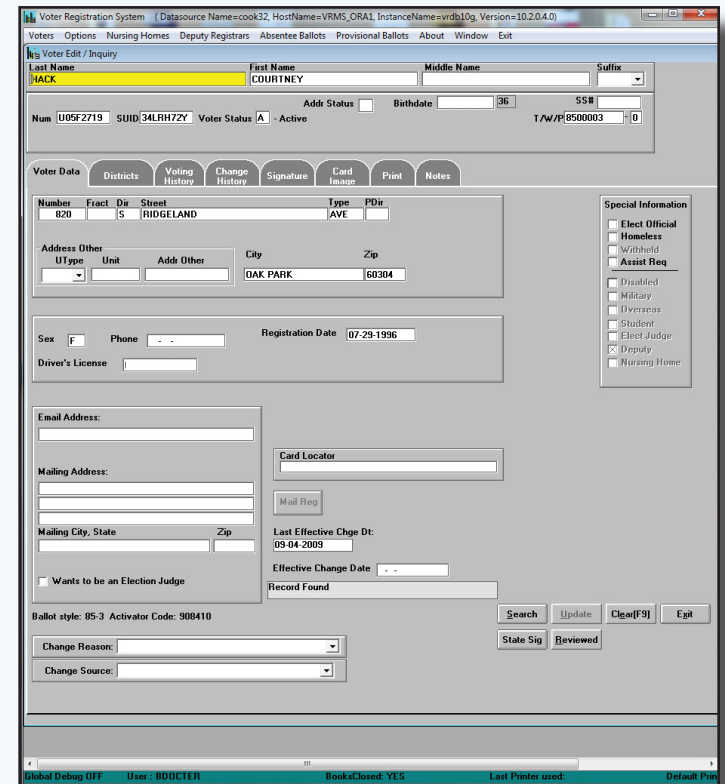 Voter Registration System ( Datasource Name=cook32, HostName=VRMS_ORA1, InstanceName=vrdb10g, Version=10.2.0.4.0)
Voters Options Nursing Homes Deputy Registrars Absentee Ballots Provisional Ballots About Window Exit
Voter Edit / Inquiry
Last Name First Name Middle Name Suffix
HACK COURTNEY
Addr Status Birthdate 36 SS#
Num U05F2719 SUID 34LRH72Y Voter Status A - Active T/W/P 8500003 - 0
Voter Data Districts Voting History Change History Signature Card Image Print Notes
Number Fract Dir Street Type PDir
820 S RIDGELAND AVE
Address Other
UType Unit Addr Other City Zip
OAK PARK 60304
Special Information
Elect Official
Homeless
Withheld
Assist Req
Disabled
Military
Overseas
Student
Elect Judge
Deputy
Nursing Home
Sex F Phone - - Registration Date 07-29-1996
Driver's License
Email Address:
Card Locator
Mailing Address:
Mail Reg
Mailing City, State Zip
Last Effective Chge Dt:
09-04-2009
Effective Change Date - -
Wants to be an Election Judge
Record Found
Ballot style: 85-3 Activator Code: 908410
Search Update Clear[F9] Exit
Change Reason:
State Sig Reviewed
Change Source:
Global Debug OFF User : BDOCTER BooksClosed: YES Last Printer used: Default Prin